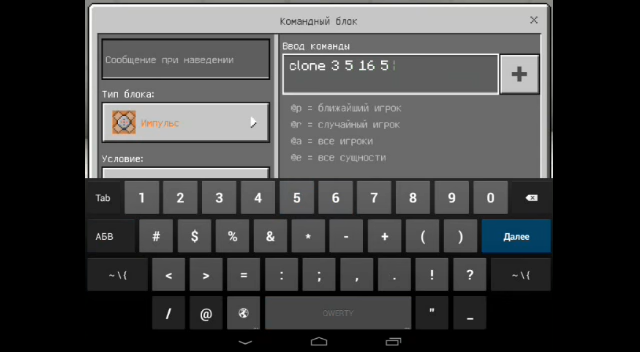 Командный блок
Сообщение при наведении
Ввод команды
clone 3 5 16 5
Тип блока:
Импульс
@p = ближайший игрок
@r = случайный игрок
@a = все игроки
@e = все сущности
Условие:
Tab 1 2 3 4 5 6 7 8 9 0
АБВ # $ % & * - + ( ) Далее
~ \ { < > = : ; , . ! ? ~ \ {
/ @ QWERTY " _